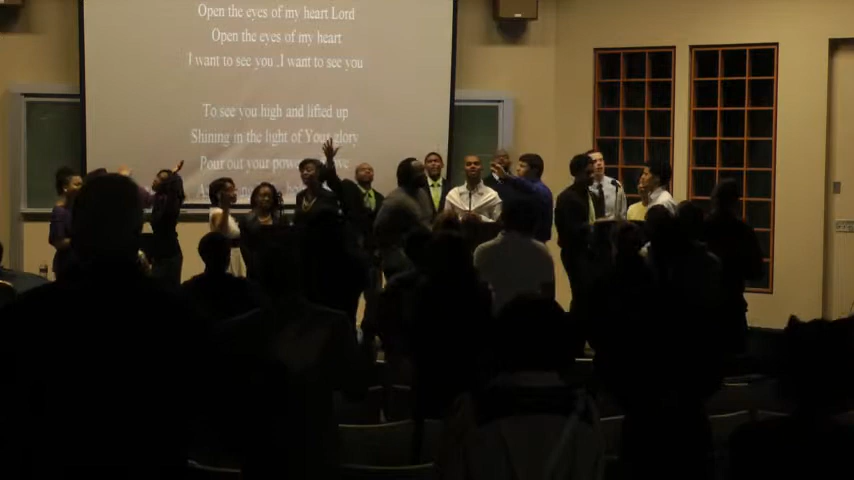 Open the eyes of my heart Lord
Open the eyes of my heart
I want to see you ..I want to see you
To see you high and lifted up
Shining in the light of Your glory
Pour out your power love